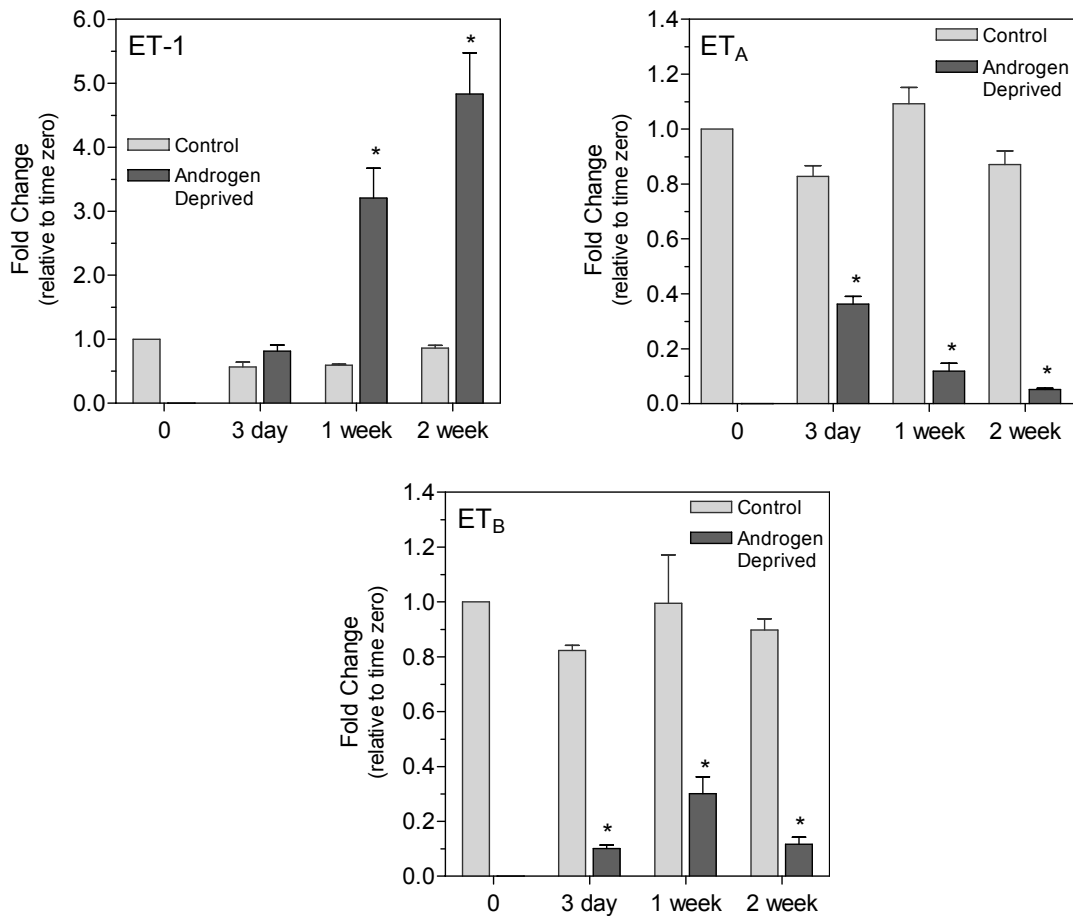 ET-1
Fold Change
(relative to time zero)
6.0
5.0
4.0
3.0
2.0
1.0
0.0
Control
Androgen
Deprived
*
*
0 3 day 1 week 2 week
ET_A
Fold Change
(relative to time zero)
1.4
1.2
1.0
0.8
0.6
0.4
0.2
0.0
Control
Androgen
Deprived
*
*
*
0 3 day 1 week 2 week
ET_B
Fold Change
(relative to time zero)
1.4
1.2
1.0
0.8
0.6
0.4
0.2
0.0
Control
Androgen
Deprived
*
*
*
0 3 day 1 week 2 week